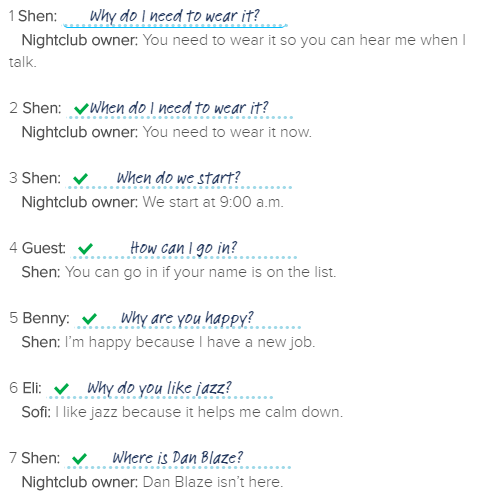 1 Shen: Why do I need to wear it?
Nightclub owner: You need to wear it so you can hear me when I
talk.
2 Shen: When do I need to wear it?
Nightclub owner: You need to wear it now.
3 Shen: When do we start?
Nightclub owner: We start at 9:00 a.m.
4 Guest: How can I go in?
Shen: You can go in if your name is on the list.
5 Benny: Why are you happy?
Shen: I'm happy because I have a new job.
6 Eli: Why do you like jazz?
Sofi: I like jazz because it helps me calm down.
7 Shen: Where is Dan Blaze?
Nightclub owner: Dan Blaze isn't here.